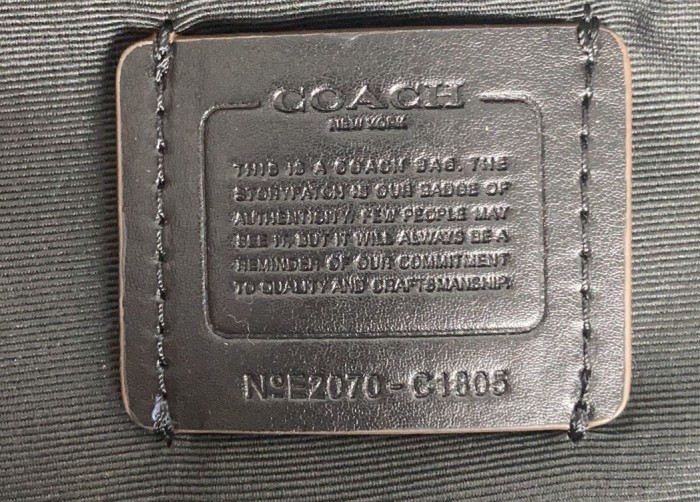 COACH
NEW YORK
THIS IS A COACH BAG. THE
STORYPATCH IS OUR BADGE OF
AUTHENTICITY. FEW PEOPLE MAY
SEE IT, BUT IT WILL ALWAYS BE A
REMINDER OF OUR COMMITMENT
TO QUALITY AND CRAFTSMANSHIP.
NºE2070-C1805